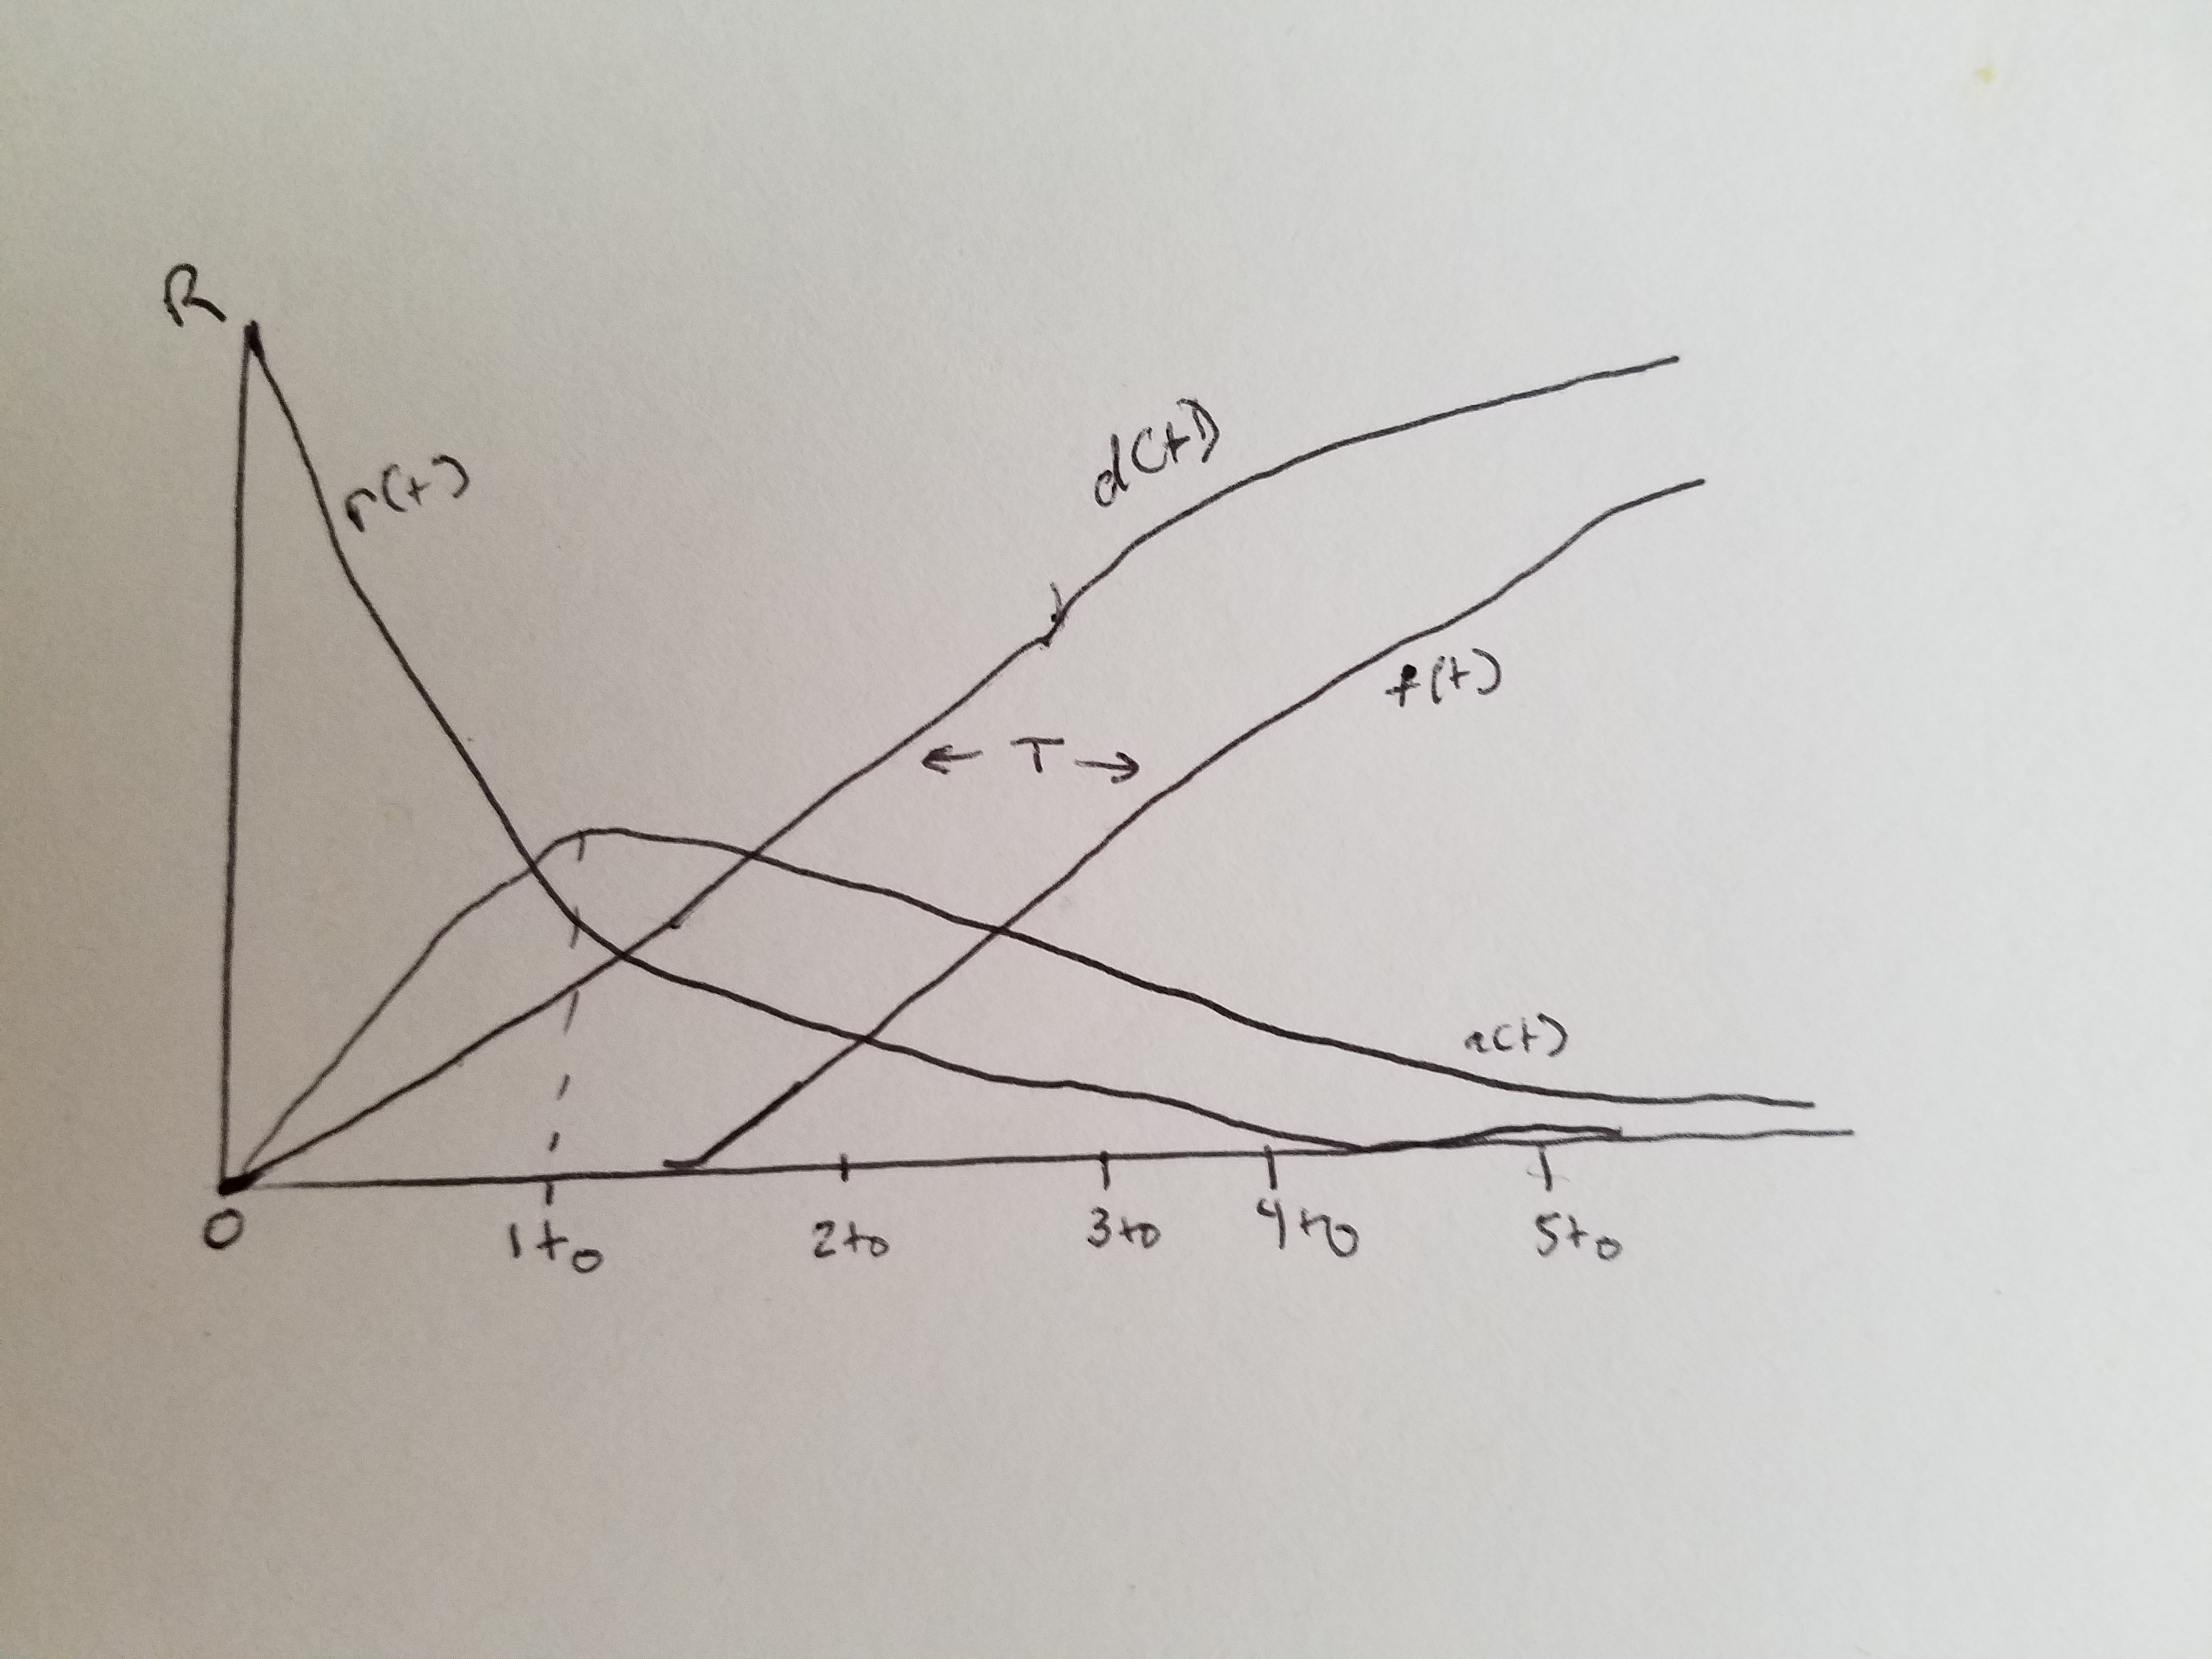 R
r(t)
d(t)
f(t)
← T →
a(t)
0
1t₀ 2t₀ 3t₀ 4t₀ 5t₀